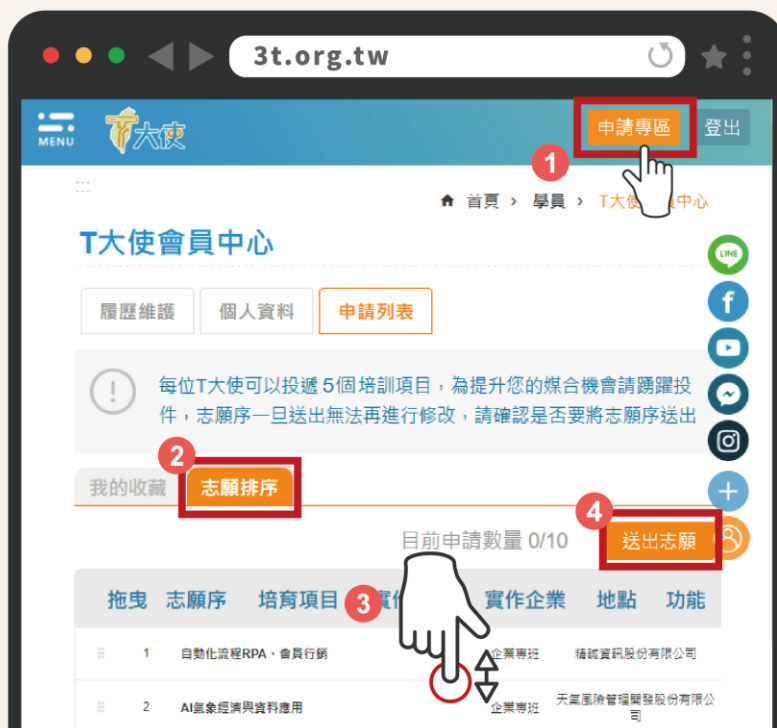 3t.org.tw
MENU
T大使
申請專區
登出
1
首頁 › 學員 ›
T大使會員中心
LINE
履歷維護
個人資料
申請列表
每位T大使可以投遞5個培訓項目，為提升您的媒合機會請踴躍投
件，志願序一旦送出無法再進行修改，請確認是否要將志願序送出
2
我的收藏
志願排序
4
目前申請數量 0/10
送出志願
拖曳 志願序 培育項目 3 實作企業 地點 功能
1 自動化流程RPA、會員行銷 企業專班 精誠資訊股份有限公司
2 AI氣象經濟與資料應用 企業專班 天氣風險管理開發股份有限公
司